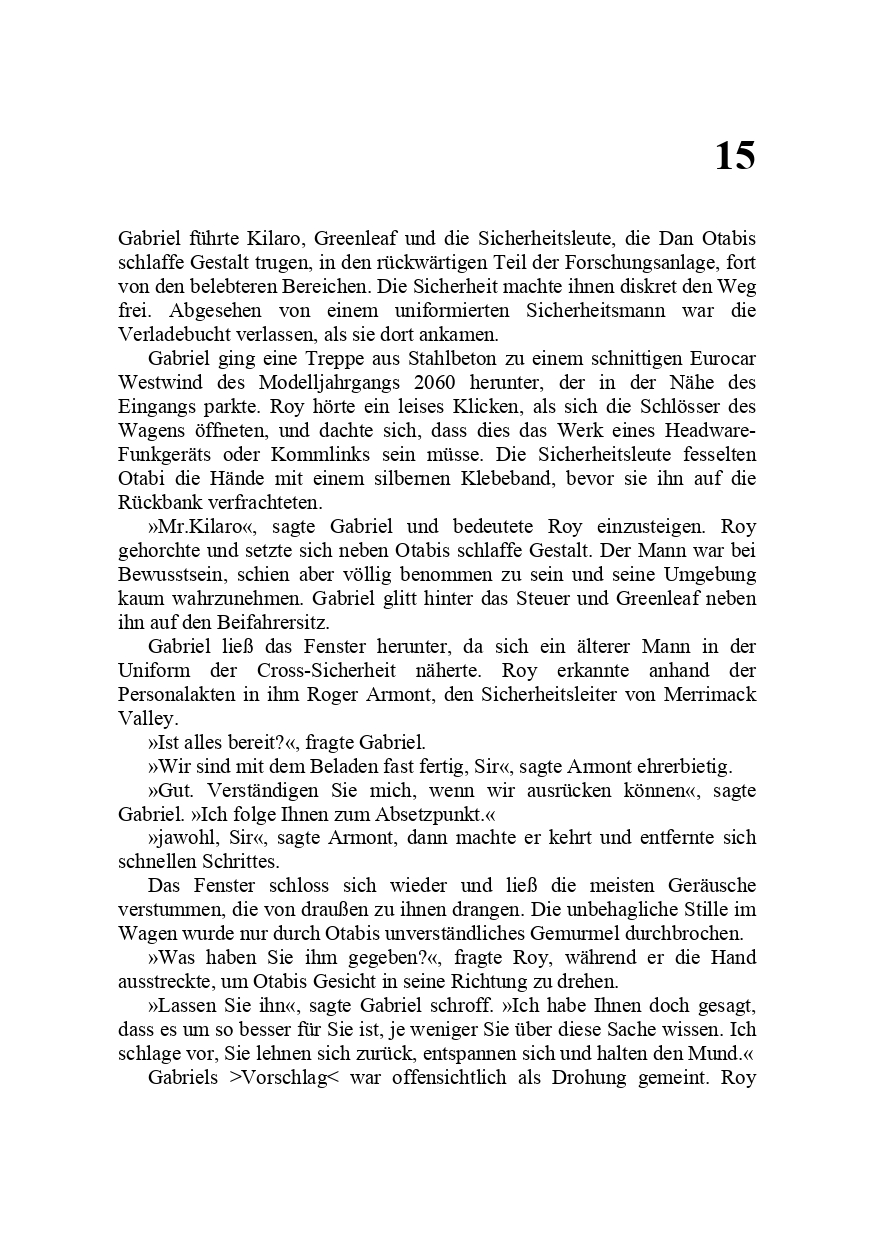 15
Gabriel führte Kilaro, Greenleaf und die Sicherheitsleute, die Dan Otabis
schlaffe Gestalt trugen, in den rückwärtigen Teil der Forschungsanlage, fort
von den belebteren Bereichen. Die Sicherheit machte ihnen diskret den Weg
frei. Abgesehen von einem uniformierten Sicherheitsmann war die
Verladebucht verlassen, als sie dort ankamen.
Gabriel ging eine Treppe aus Stahlbeton zu einem schnittigen Eurocar
Westwind des Modelljahrgangs 2060 herunter, der in der Nähe des
Eingangs parkte. Roy hörte ein leises Klicken, als sich die Schlösser des
Wagens öffneten, und dachte sich, dass dies das Werk eines Headware-
Funkgeräts oder Kommlinks sein müsse. Die Sicherheitsleute fesselten
Otabi die Hände mit einem silbernen Klebeband, bevor sie ihn auf die
Rückbank verfrachteten.
»Mr.Kilaro«, sagte Gabriel und bedeutete Roy einzusteigen. Roy
gehorchte und setzte sich neben Otabis schlaffe Gestalt. Der Mann war bei
Bewusstsein, schien aber völlig benommen zu sein und seine Umgebung
kaum wahrzunehmen. Gabriel glitt hinter das Steuer und Greenleaf neben
ihn auf den Beifahrersitz.
Gabriel ließ das Fenster herunter, da sich ein älterer Mann in der
Uniform der Cross-Sicherheit näherte. Roy erkannte anhand der
Personalakten in ihm Roger Armont, den Sicherheitsleiter von Merrimack
Valley.
»Ist alles bereit?«, fragte Gabriel.
»Wir sind mit dem Beladen fast fertig, Sir«, sagte Armont ehrerbietig.
»Gut. Verständigen Sie mich, wenn wir ausrücken können«, sagte
Gabriel. »Ich folge Ihnen zum Absetzpunkt.«
»jawohl, Sir«, sagte Armont, dann machte er kehrt und entfernte sich
schnellen Schrittes.
Das Fenster schloss sich wieder und ließ die meisten Geräusche
verstummen, die von draußen zu ihnen drangen. Die unbehagliche Stille im
Wagen wurde nur durch Otabis unverständliches Gemurmel durchbrochen.
»Was haben Sie ihm gegeben?«, fragte Roy, während er die Hand
ausstreckte, um Otabis Gesicht in seine Richtung zu drehen.
»Lassen Sie ihn«, sagte Gabriel schroff. »Ich habe Ihnen doch gesagt,
dass es um so besser für Sie ist, je weniger Sie über diese Sache wissen. Ich
schlage vor, Sie lehnen sich zurück, entspannen sich und halten den Mund.«
Gabriels >Vorschlag< war offensichtlich als Drohung gemeint. Roy